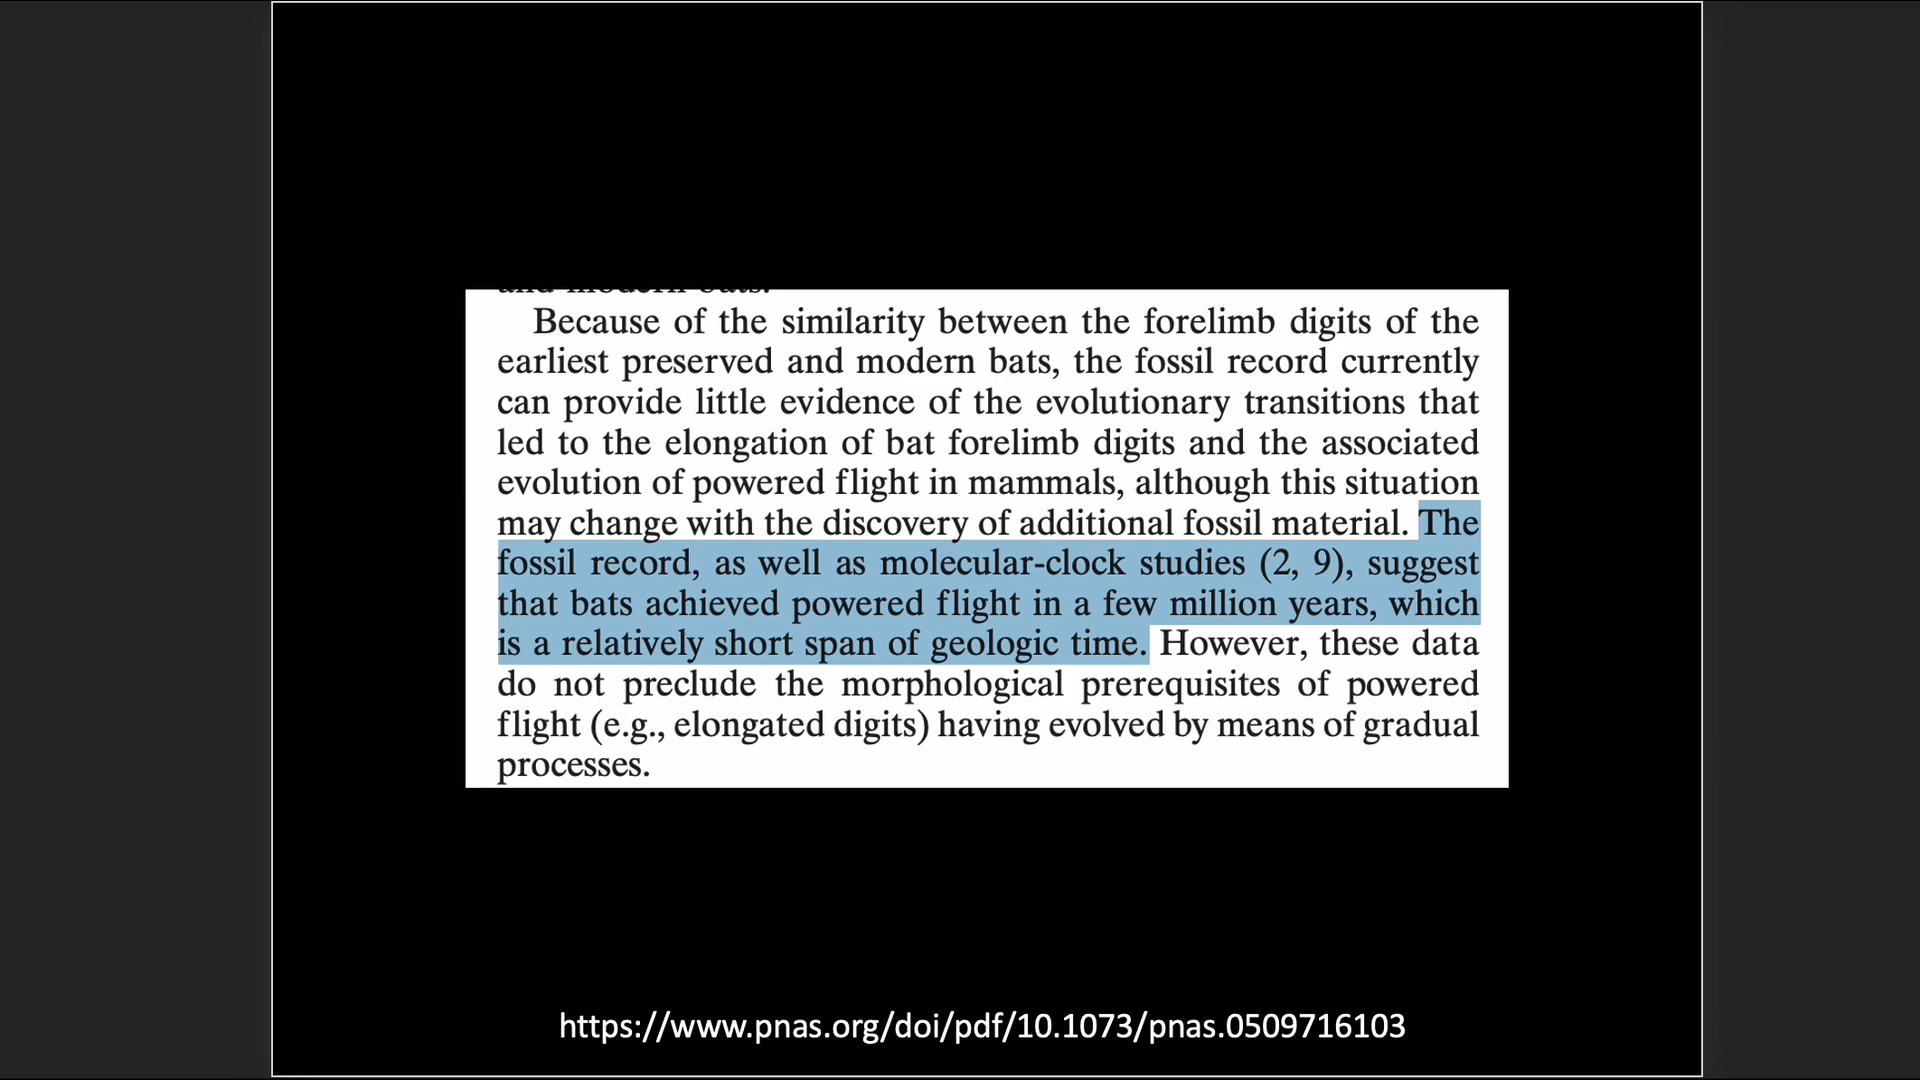 and modern bats.
Because of the similarity between the forelimb digits of the
earliest preserved and modern bats, the fossil record currently
can provide little evidence of the evolutionary transitions that
led to the elongation of bat forelimb digits and the associated
evolution of powered flight in mammals, although this situation
may change with the discovery of additional fossil material. The
fossil record, as well as molecular-clock studies (2, 9), suggest
that bats achieved powered flight in a few million years, which
is a relatively short span of geologic time. However, these data
do not preclude the morphological prerequisites of powered
flight (e.g., elongated digits) having evolved by means of gradual
processes.
https://www.pnas.org/doi/pdf/10.1073/pnas.0509716103